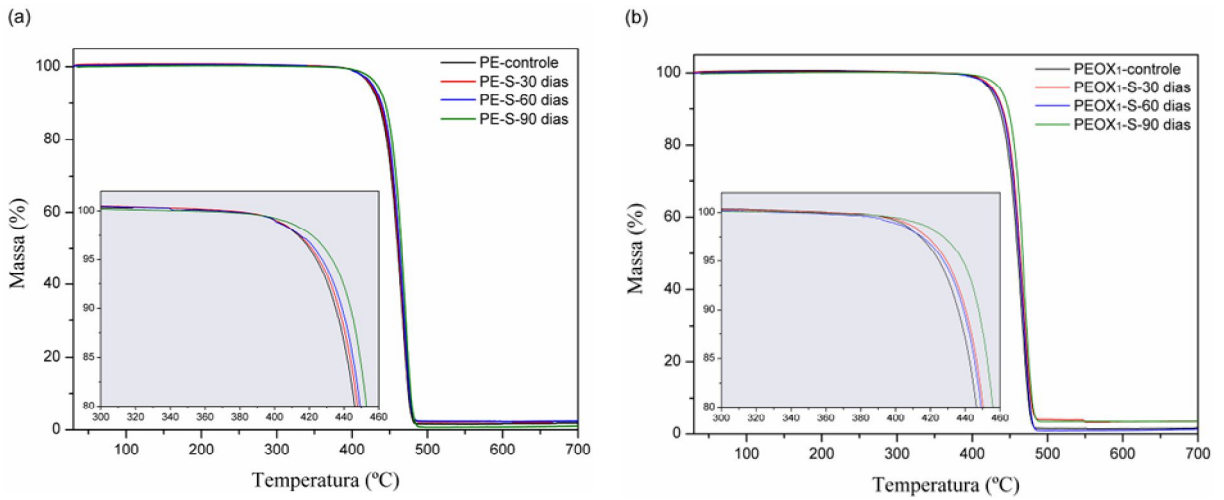 (a)
PE-controle
PE-S-30 dias
PE-S-60 dias
PE-S-90 dias
Massa (%)
100
80
60
40
20
0
100
95
90
85
80
300 320 340 360 380 400 420 440 460
100 200 300 400 500 600 700
Temperatura (ºC)
(b)
PEOX1-controle
PEOX1-S-30 dias
PEOX1-S-60 dias
PEOX1-S-90 dias
Massa (%)
100
80
60
40
20
0
100
95
90
85
80
300 320 340 360 380 400 420 440 460
100 200 300 400 500 600 700
Temperatura (ºC)